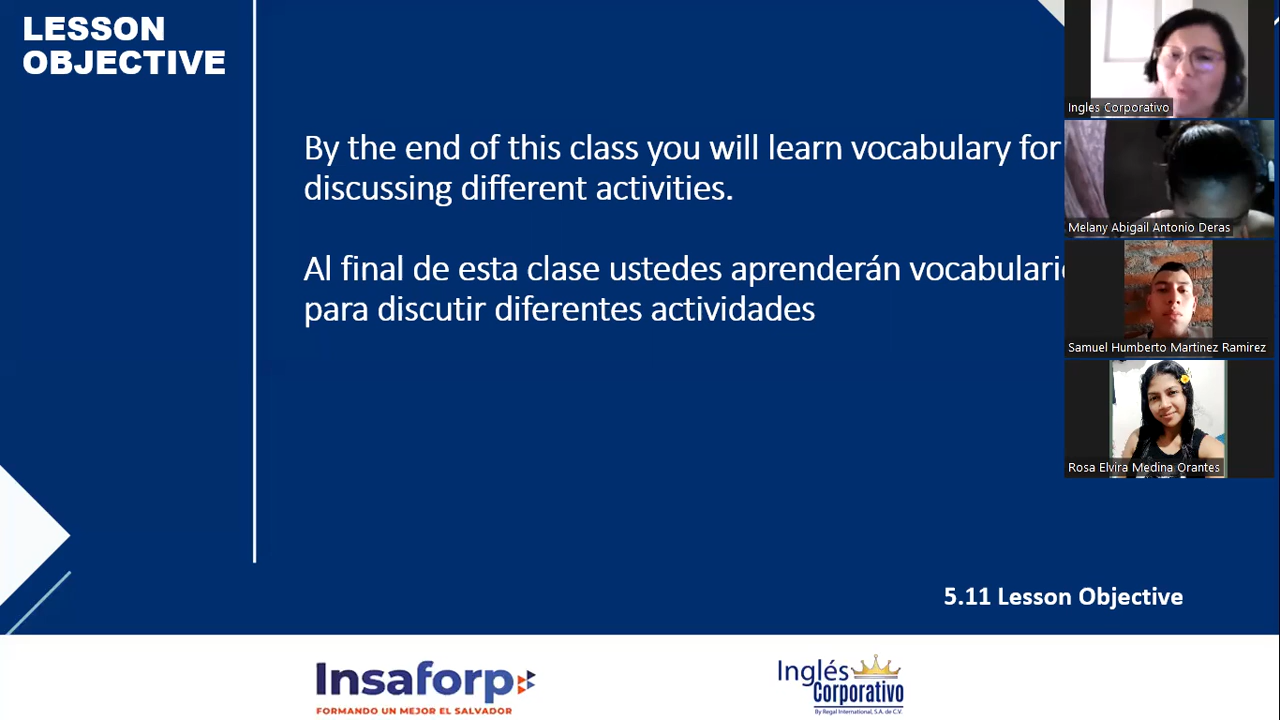 LESSON
OBJECTIVE
By the end of this class you will learn vocabulary for
discussing different activities.
Al final de esta clase ustedes aprenderán vocabulari
para discutir diferentes actividades
5.11 Lesson Objective
Insaforp
FORMANDO UN MEJOR EL SALVADOR
Inglés
Corporativo
By Regal International, S.A. de C.V.
Ingles Corporativo
Melany Abigail Antonio Deras
Samuel Humberto Martinez Ramirez
Rosa Elvira Medina Orantes